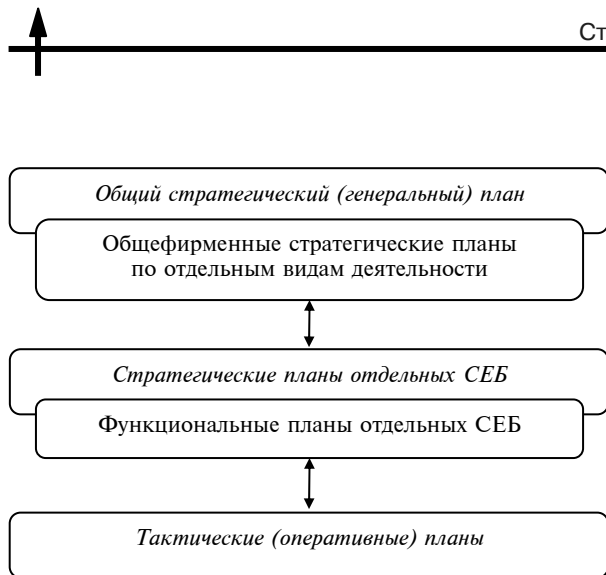 Ст
Общий стратегический (генеральный) план
Общефирменные стратегические планы
по отдельным видам деятельности
Стратегические планы отдельных СЕБ
Функциональные планы отдельных СЕБ
Тактические (оперативные) планы